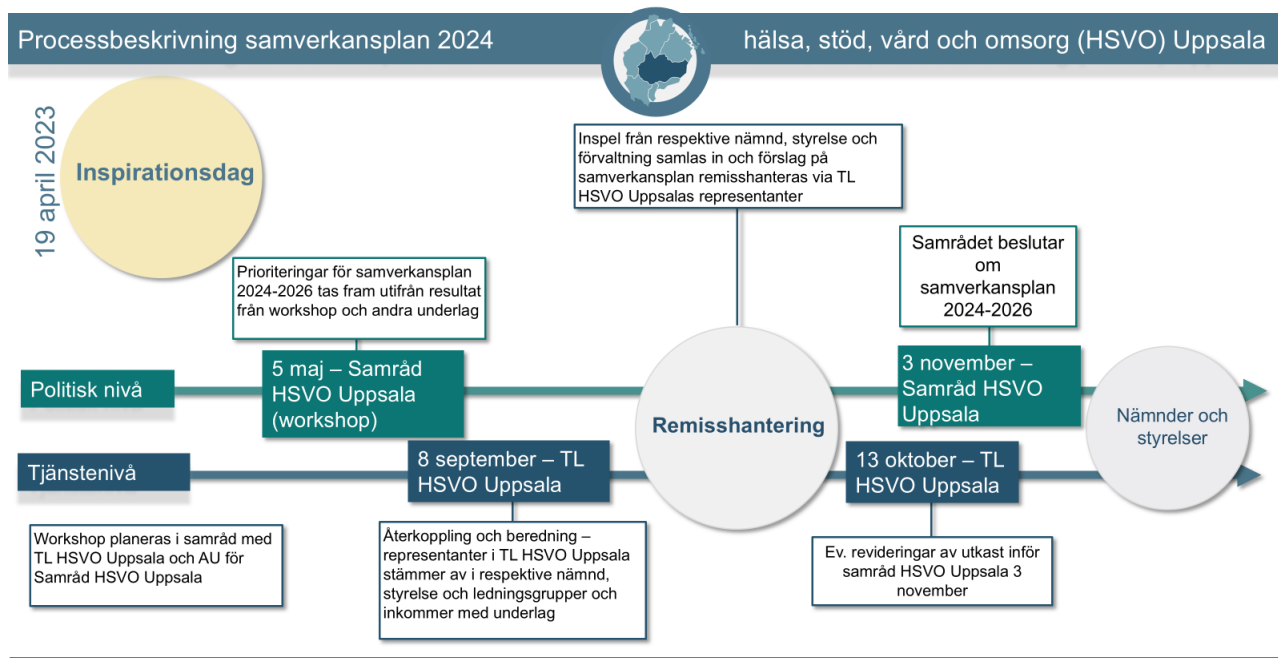 Processbeskrivning samverkansplan 2024
hälsa, stöd, vård och omsorg (HSVO) Uppsala
19 april 2023
Inspirationsdag
Inspel från respektive nämnd, styrelse och
förvaltning samlas in och förslag på
samverkansplan remisshanteras via TL
HSVO Uppsalas representanter
Prioriteringar för samverkansplan
2024-2026 tas fram utifrån resultat
från workshop och andra underlag
Samrådet beslutar
om
samverkansplan
2024-2026
Politisk nivå
5 maj – Samråd
HSVO Uppsala
(workshop)
Remisshantering
3 november –
Samråd HSVO
Uppsala
Nämnder och
styrelser
Tjänstenivå
8 september – TL
HSVO Uppsala
13 oktober – TL
HSVO Uppsala
Workshop planeras i samråd med
TL HSVO Uppsala och AU för
Samråd HSVO Uppsala
Återkoppling och beredning –
representanter i TL HSVO Uppsala
stämmer av i respektive nämnd,
styrelse och ledningsgrupper och
inkommer med underlag
Ev. revideringar av utkast inför
samråd HSVO Uppsala 3
november